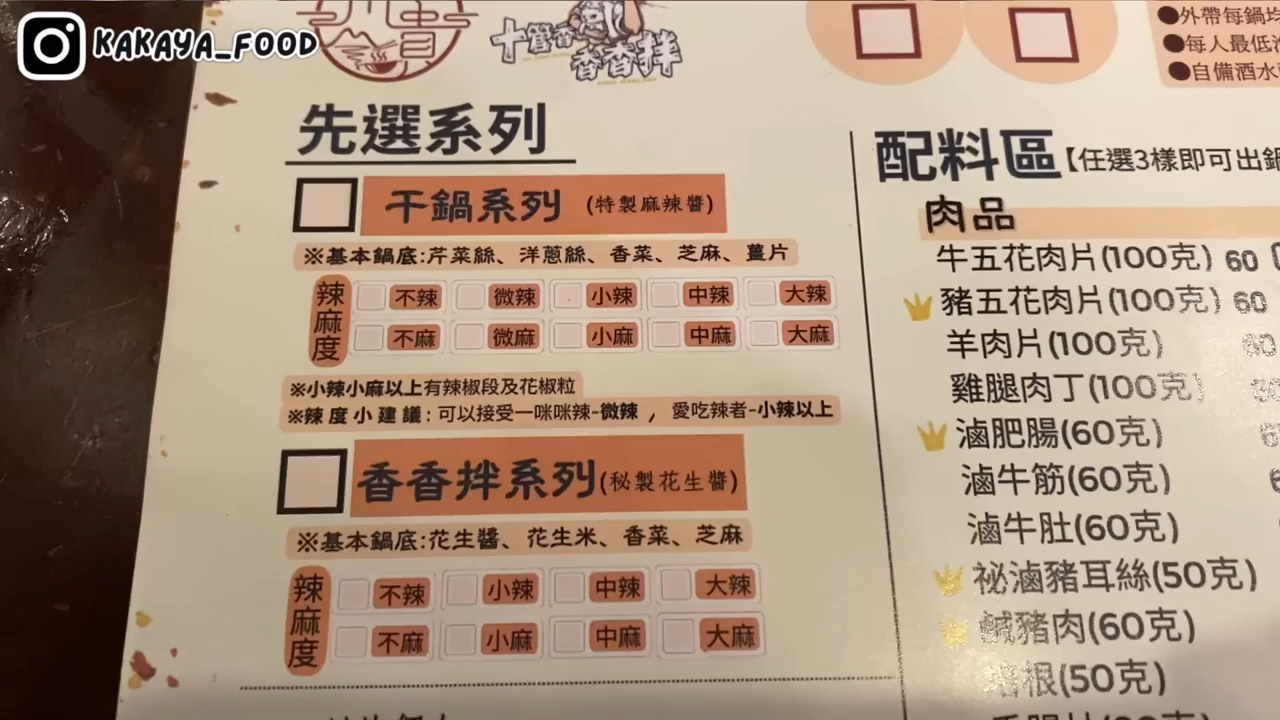 KAKAYA_FOOD
香香拌
外帶每鍋均
每人最低消
自備酒水
先選系列
干鍋系列 (特製麻辣醬)
※基本鍋底:芹菜絲、洋蔥絲、香菜、芝麻、薑片
辣麻度
不辣 微辣 小辣 中辣 大辣
不麻 微麻 小麻 中麻 大麻
※小辣小麻以上有辣椒段及花椒粒
※辣度小建議:可以接受一咪咪辣-微辣 , 愛吃辣者-小辣以上
香香拌系列(秘製花生醬)
※基本鍋底:花生醬、花生米、香菜、芝麻
辣麻度
不辣 小辣 中辣 大辣
不麻 小麻 中麻 大麻
配料區【任選3樣即可出鍋
肉品
牛五花肉片(100克) 60
豬五花肉片(100克) 60
羊肉片(100克) 60
雞腿肉丁(100克)
滷肥腸(60克)
滷牛筋(60克)
滷牛肚(60克)
祕滷豬耳絲(50克)
鹹豬肉(60克)
培根(50克)